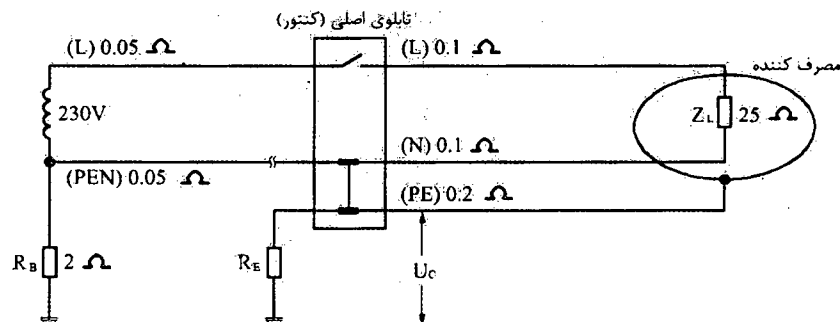 تابلوی اصلی (کنتور)
(L) 0.05 Ω
(L) 0.1 Ω
مصرف کننده
230V
Z_L 25 Ω
(PEN) 0.05 Ω
(N) 0.1 Ω
(PE) 0.2 Ω
R_B 2 Ω
R_E
U_C